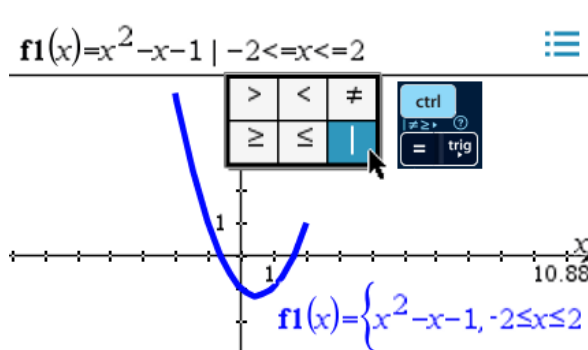 f1(x)=x²-x-1 | -2<=x<=2
> < ≠
≥ ≤ |
ctrl
|≠≥▸ ?
= trig
1
1
x
10.88
f1(x)={x²-x-1, -2≤x≤2